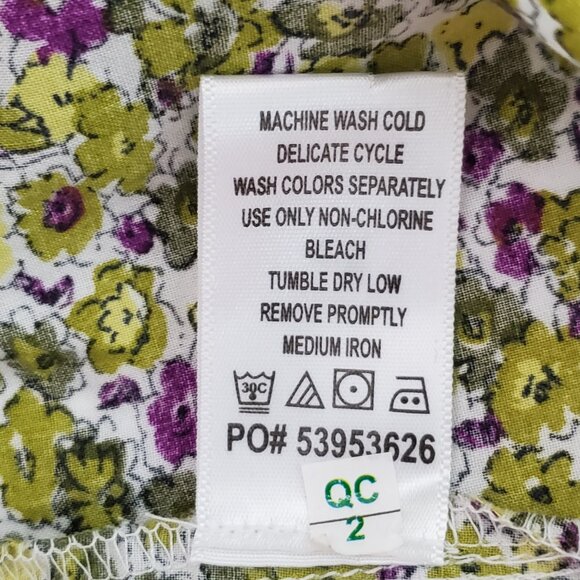 MACHINE WASH COLD
DELICATE CYCLE
WASH COLORS SEPARATELY
USE ONLY NON-CHLORINE
BLEACH
TUMBLE DRY LOW
REMOVE PROMPTLY
MEDIUM IRON
30C
PO# 53953626
QC
2